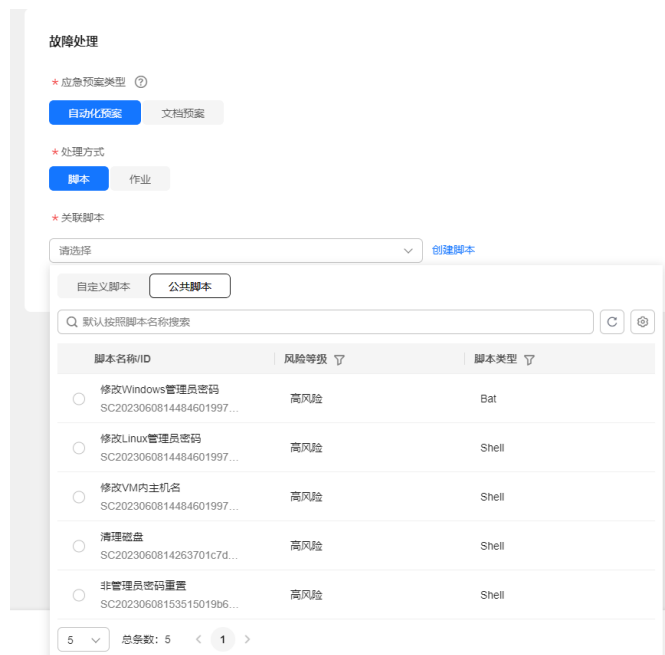 故障处理
* 应急预案类型
自动化预案 文档预案
* 处理方式
脚本 作业
* 关联脚本
请选择 创建脚本
自定义脚本 公共脚本
默认按照脚本名称搜索
脚本名称/ID 风险等级 脚本类型
修改Windows管理员密码
SC2023060814484601997...
高风险 Bat
修改Linux管理员密码
SC2023060814484601997...
高风险 Shell
修改VM内主机名
SC2023060814484601997...
高风险 Shell
清理磁盘
SC2023060814263701c7d...
高风险 Shell
非管理员密码重置
SC20230608153515019b6...
高风险 Shell
5 总条数: 5 < 1 >